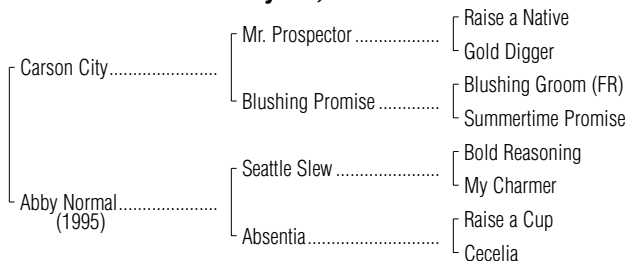 Raise a Native
Mr. Prospector ....................
Gold Digger
Carson City.........................
Blushing Groom (FR)
Blushing Promise ..............
Summertime Promise
Bold Reasoning
Seattle Slew ........................
My Charmer
Abby Normal.......................
(1995)
Raise a Cup
Absentia...............................
Cecelia